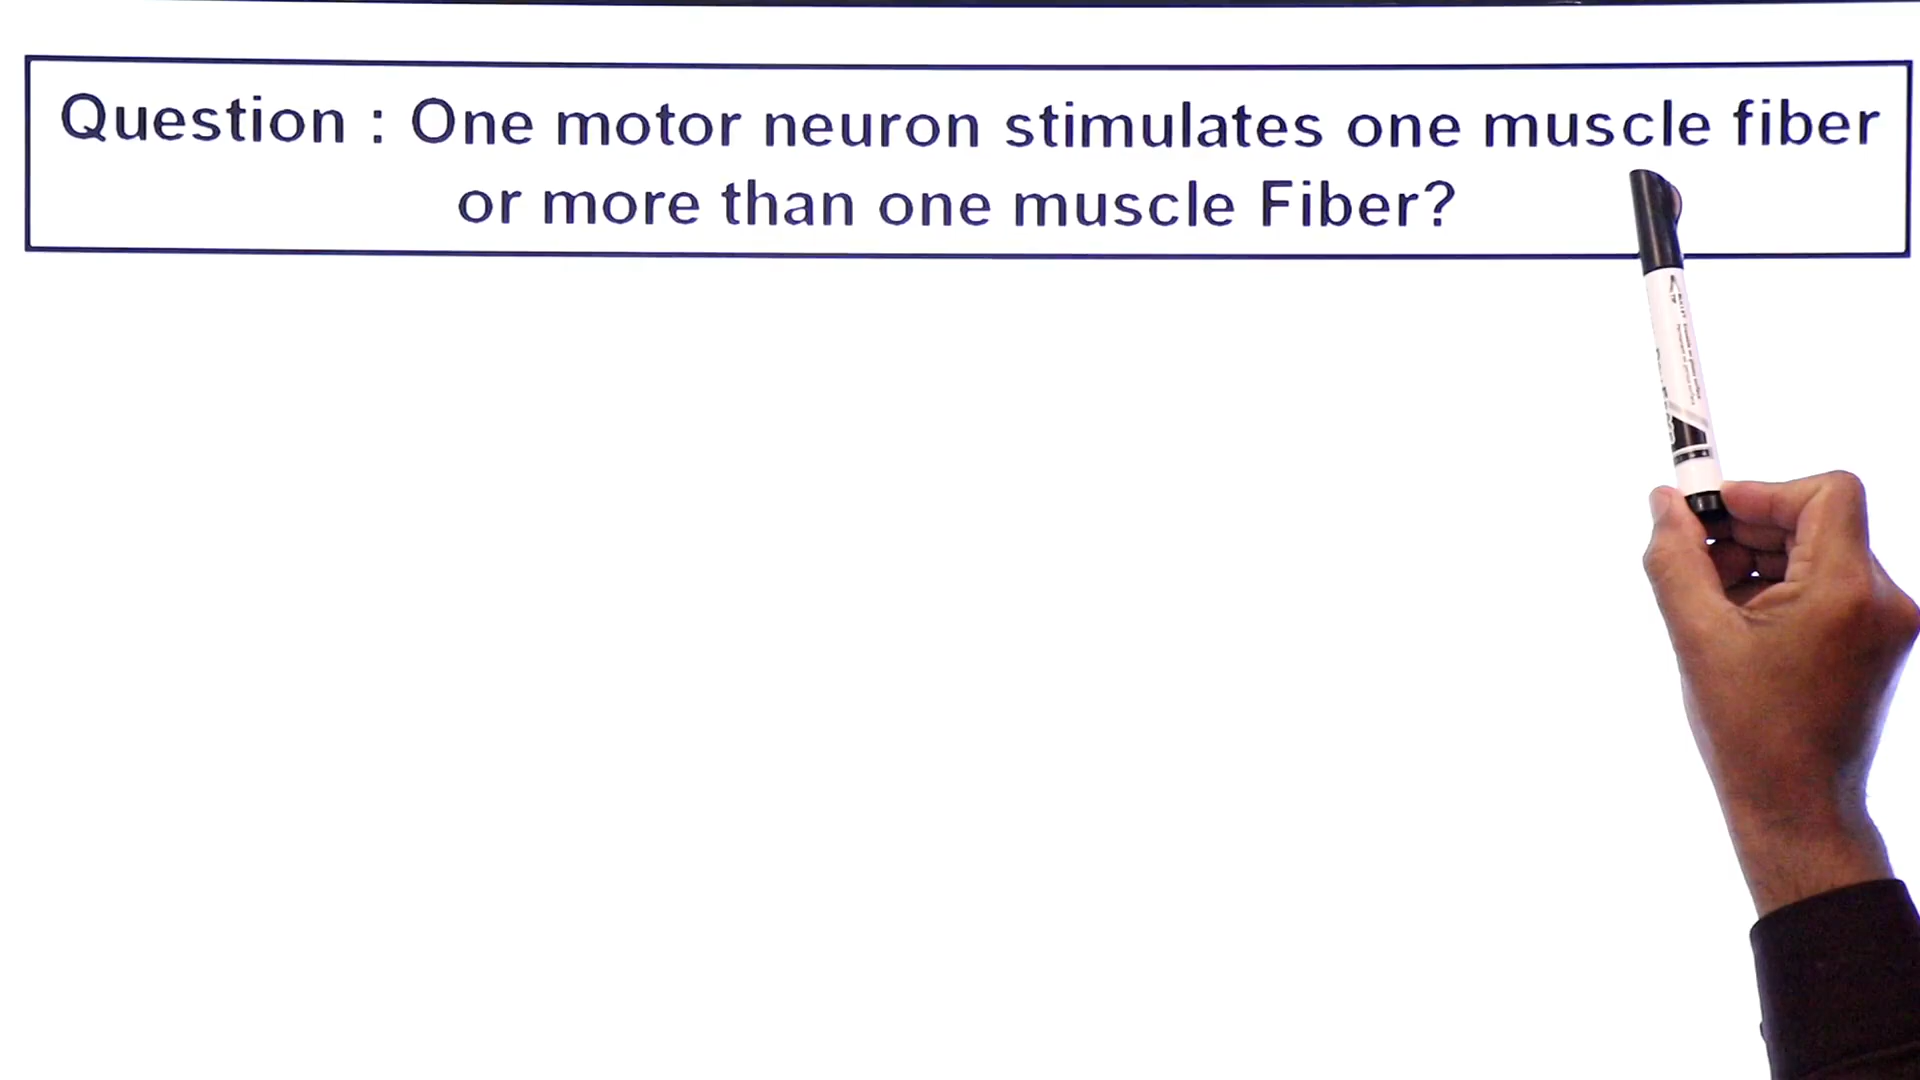 Question : One motor neuron stimulates one muscle fiber
or more than one muscle Fiber?